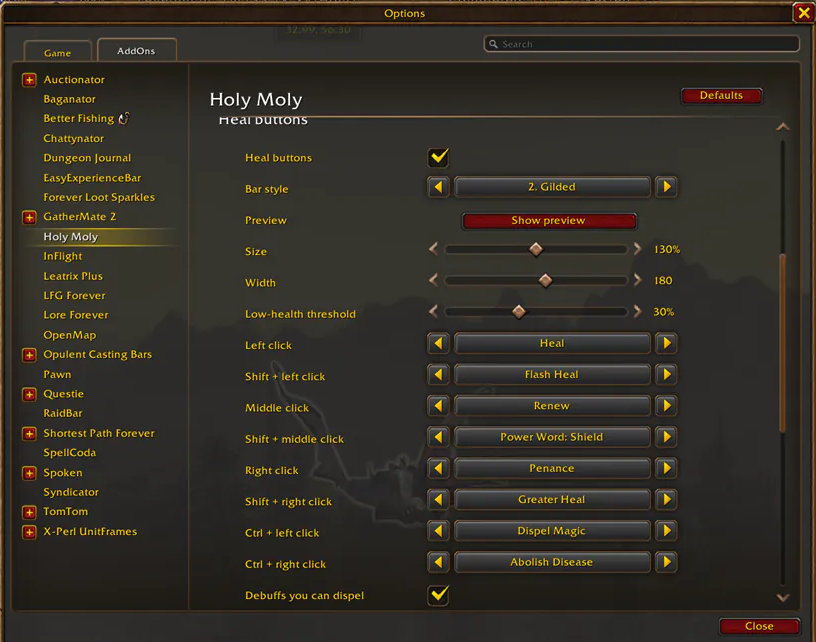 Options
32.99, 56.30
Game
AddOns
Search
Auctionator
Baganator
Better Fishing
Chattynator
Dungeon Journal
EasyExperienceBar
Forever Loot Sparkles
GatherMate 2
Holy Moly
InFlight
Leatrix Plus
LFG Forever
Lore Forever
OpenMap
Opulent Casting Bars
Pawn
Questie
RaidBar
Shortest Path Forever
SpellCoda
Spoken
Syndicator
TomTom
X-Perl UnitFrames
Holy Moly
Defaults
Heal buttons
Heal buttons
Bar style
2. Gilded
Preview
Show preview
Size
130%
Width
180
Low-health threshold
30%
Left click
Heal
Shift + left click
Flash Heal
Middle click
Renew
Shift + middle click
Power Word: Shield
Right click
Penance
Shift + right click
Greater Heal
Ctrl + left click
Dispel Magic
Ctrl + right click
Abolish Disease
Debuffs you can dispel
Close